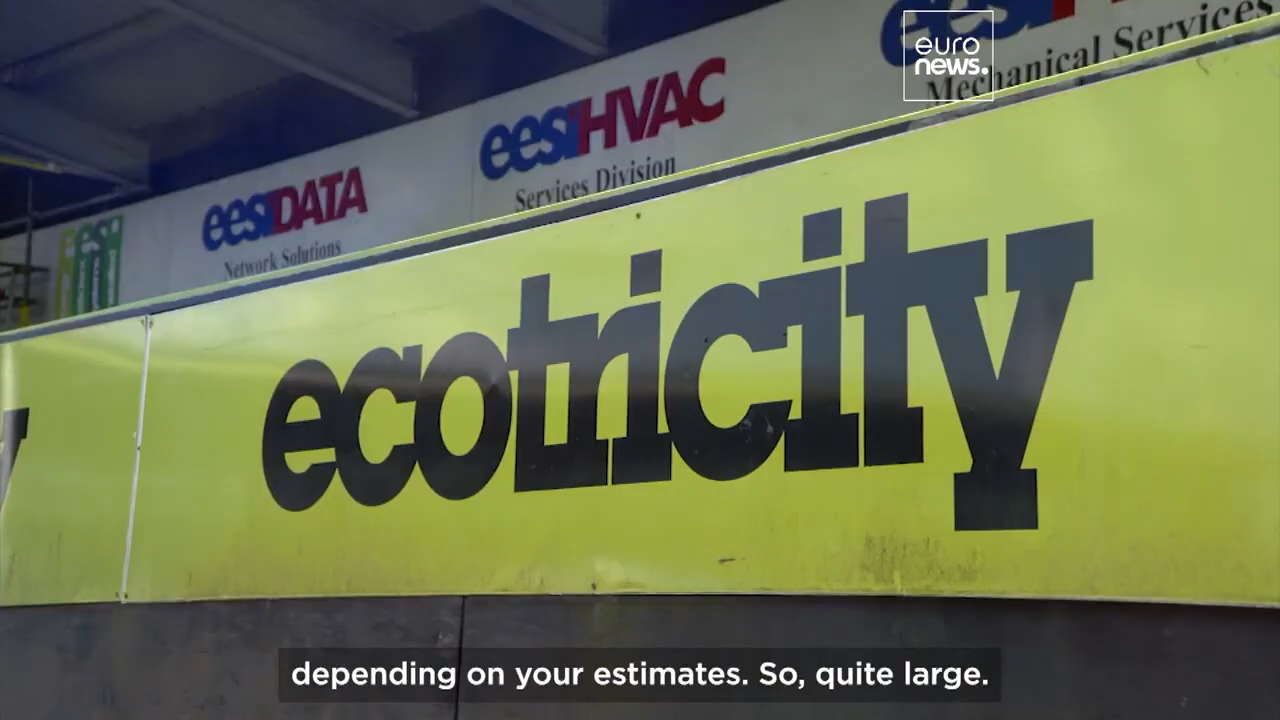 euro
news.
Mechanical Services
eesiHVAC
Services Division
eesiDATA
Network Solutions
eesi
ecotricity
y
depending on your estimates. So, quite large.